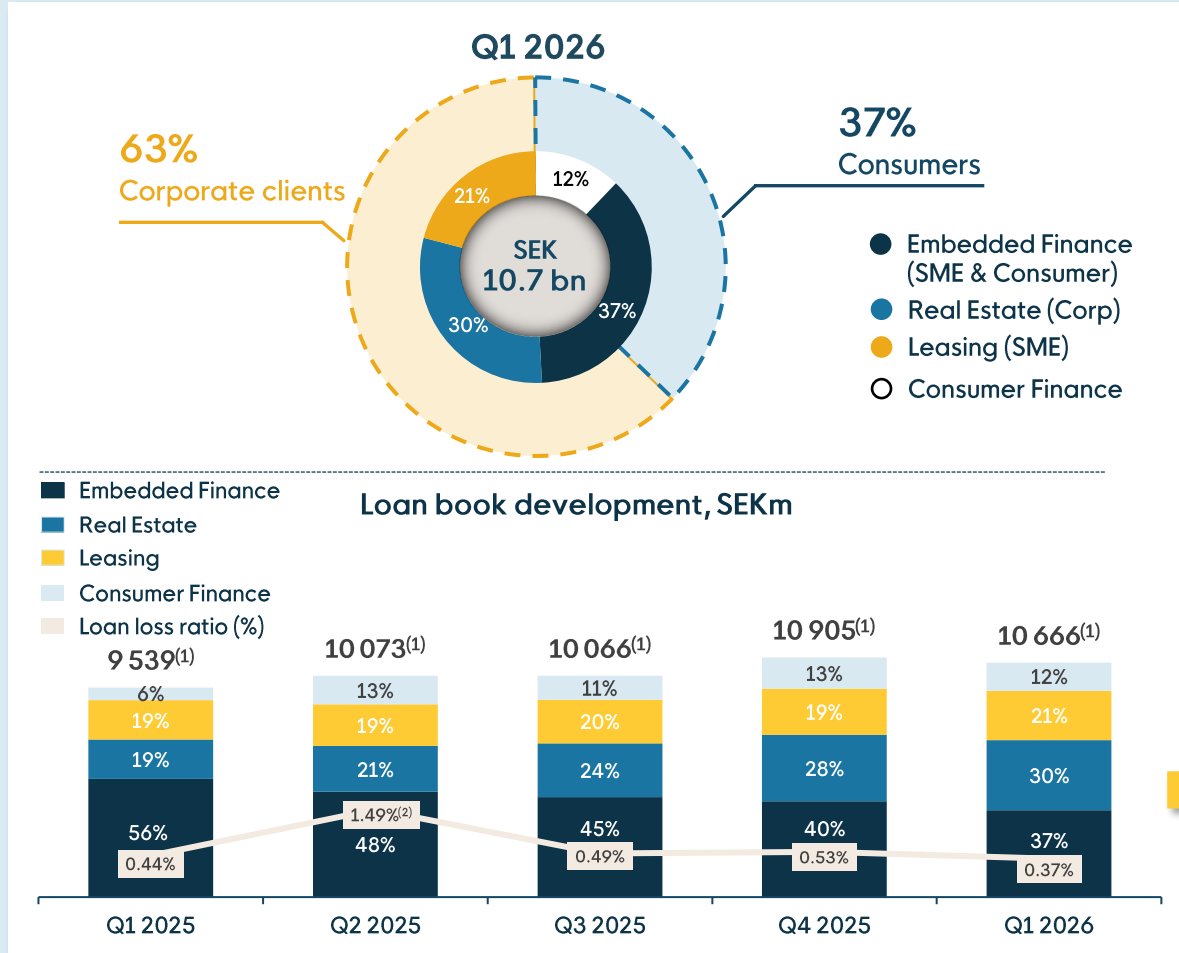 Q1 2026
63%
Corporate clients
37%
Consumers
12%
21%
SEK
10.7 bn
37%
30%
Embedded Finance
(SME & Consumer)
Real Estate (Corp)
Leasing (SME)
Consumer Finance
Embedded Finance
Real Estate
Leasing
Consumer Finance
Loan loss ratio (%)
Loan book development, SEKm
9 539(1)
10 073(1)
10 066(1)
10 905(1)
10 666(1)
6%
13%
11%
13%
12%
19%
19%
20%
19%
21%
19%
21%
24%
28%
30%
56%
48%
45%
40%
37%
0.44%
1.49%(2)
0.49%
0.53%
0.37%
Q1 2025
Q2 2025
Q3 2025
Q4 2025
Q1 2026